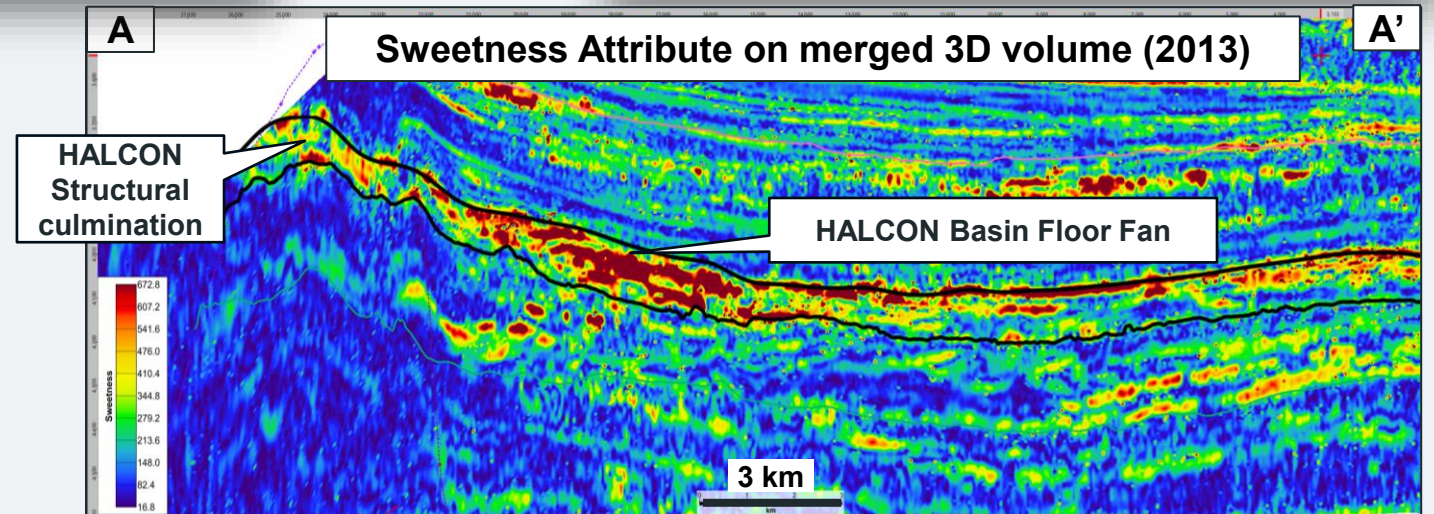 A
Sweetness Attribute on merged 3D volume (2013)
A’
HALCON
Structural
culmination
HALCON Basin Floor Fan
672.8
607.2
541.6
476.0
410.4
344.8
279.2
213.6
148.0
82.4
16.8
Sweetness
3 km
km